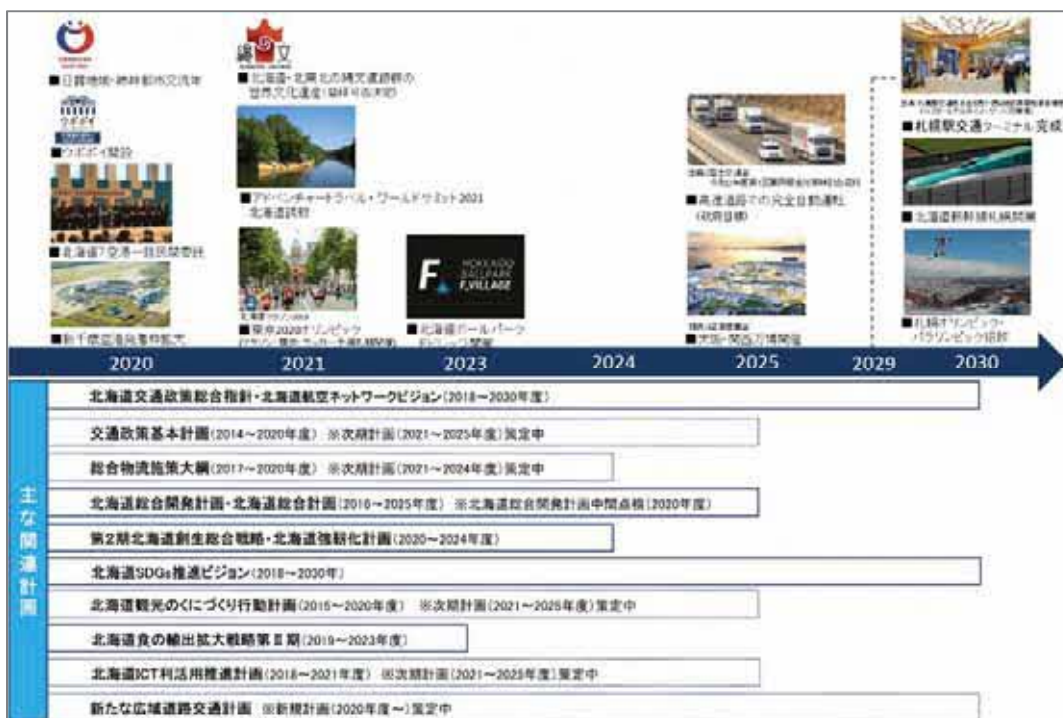 ■日韓地域・姉妹都市交流年
ウポポイ
■ウポポイ開設
■北海道7空港一括民間委託
■新千歳空港発着枠拡大
縄文
■北海道・北東北の縄文遺跡群の
世界文化遺産
■アドベンチャートラベル・ワールドサミット2021
北海道
北海道マラソン
■東京2020オリンピック
HOKKAIDO
BALLPARK
F VILLAGE
■北海道ボールパーク
■高速道路での完全自動運転
(政府目標)
■大阪・関西万博開催
■札幌駅交通ターミナル完成
■北海道新幹線札幌開業
■札幌オリンピック・
パラリンピック招致
2020 2021 2023 2024 2025 2029 2030
主な関連計画
北海道交通政策総合指針・北海道航空ネットワークビジョン(2018～2030年度)
交通政策基本計画(2014～2020年度) ※次期計画(2021～2025年度)策定中
総合物流施策大綱(2017～2020年度) ※次期計画(2021～2024年度)策定中
北海道総合開発計画・北海道総合計画(2016～2025年度) ※北海道総合開発計画中間点検(2020年度)
第2期北海道創生総合戦略・北海道強靱化計画(2020～2024年度)
北海道SDGs推進ビジョン(2018～2030年)
北海道観光のくにづくり行動計画(2015～2020年度) ※次期計画(2021～2025年度)策定中
北海道食の輸出拡大戦略第Ⅱ期(2019～2023年度)
北海道ICT利活用推進計画(2018～2021年度) ※次期計画(2021～2025年度)策定中
新たな広域道路交通計画 ※新規計画(2020年度～)策定中